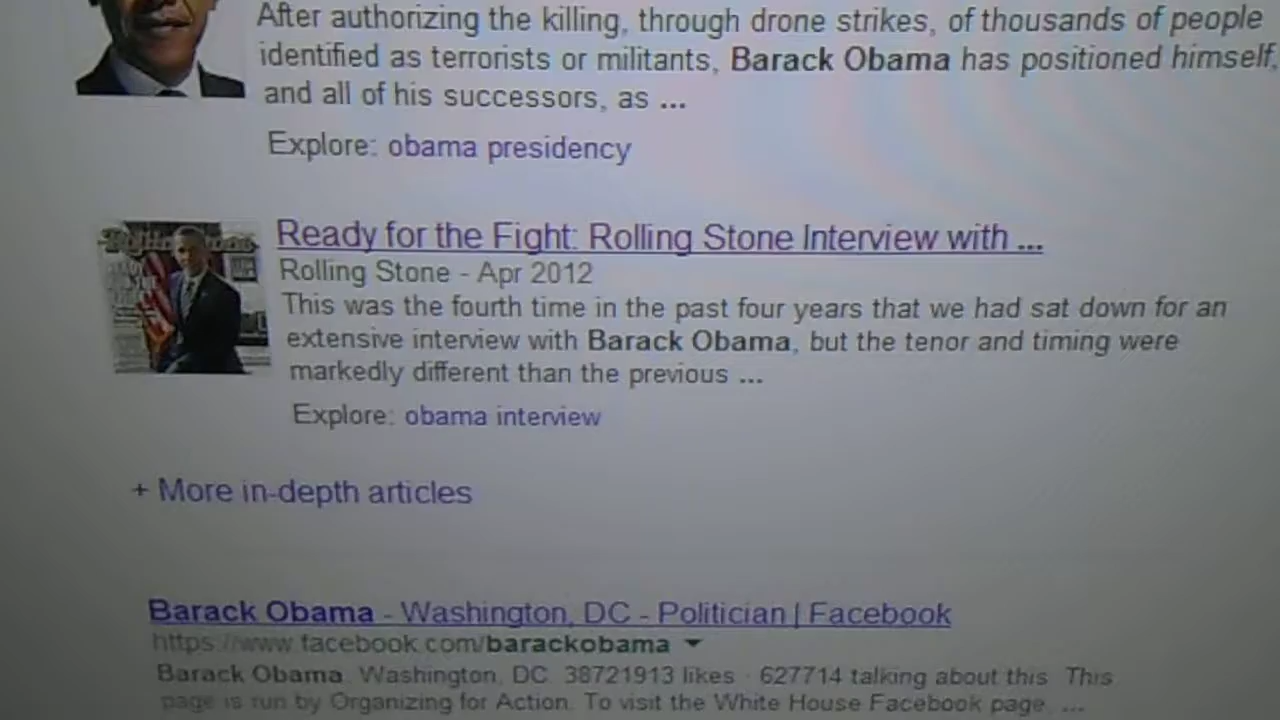 After authorizing the killing, through drone strikes, of thousands of people
identified as terrorists or militants, Barack Obama has positioned himself,
and all of his successors, as ...
Explore: obama presidency
Ready for the Fight: Rolling Stone Interview with ...
Rolling Stone - Apr 2012
This was the fourth time in the past four years that we had sat down for an
extensive interview with Barack Obama, but the tenor and timing were
markedly different than the previous ...
Explore: obama interview
+ More in-depth articles
Barack Obama - Washington, DC - Politician | Facebook
https://www.facebook.com/barackobama
Barack Obama. Washington, DC. 38721913 likes · 627714 talking about this. This
page is run by Organizing for Action. To visit the White House Facebook page, ...